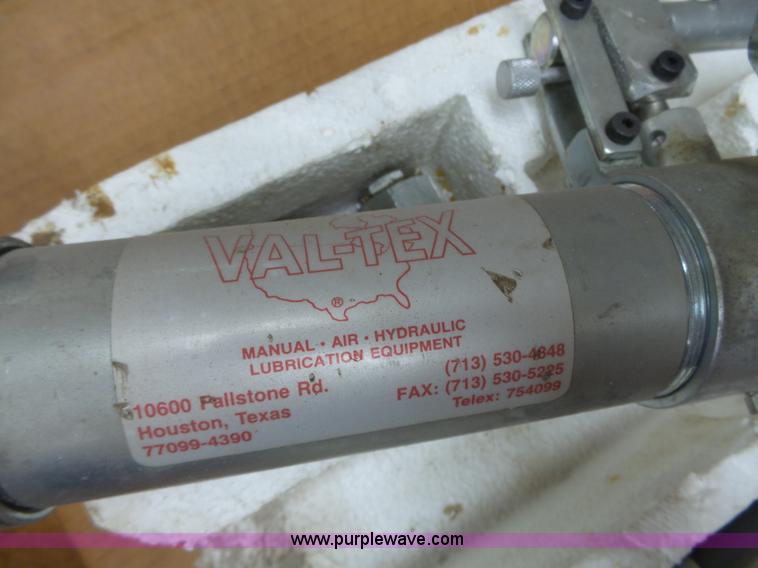 VAL-TEX
®
MANUAL · AIR · HYDRAULIC
LUBRICATION EQUIPMENT
10600 Fallstone Rd.
Houston, Texas
77099-4390
(713) 530-4848
FAX: (713) 530-5225
Telex: 754099
www.purplewave.com